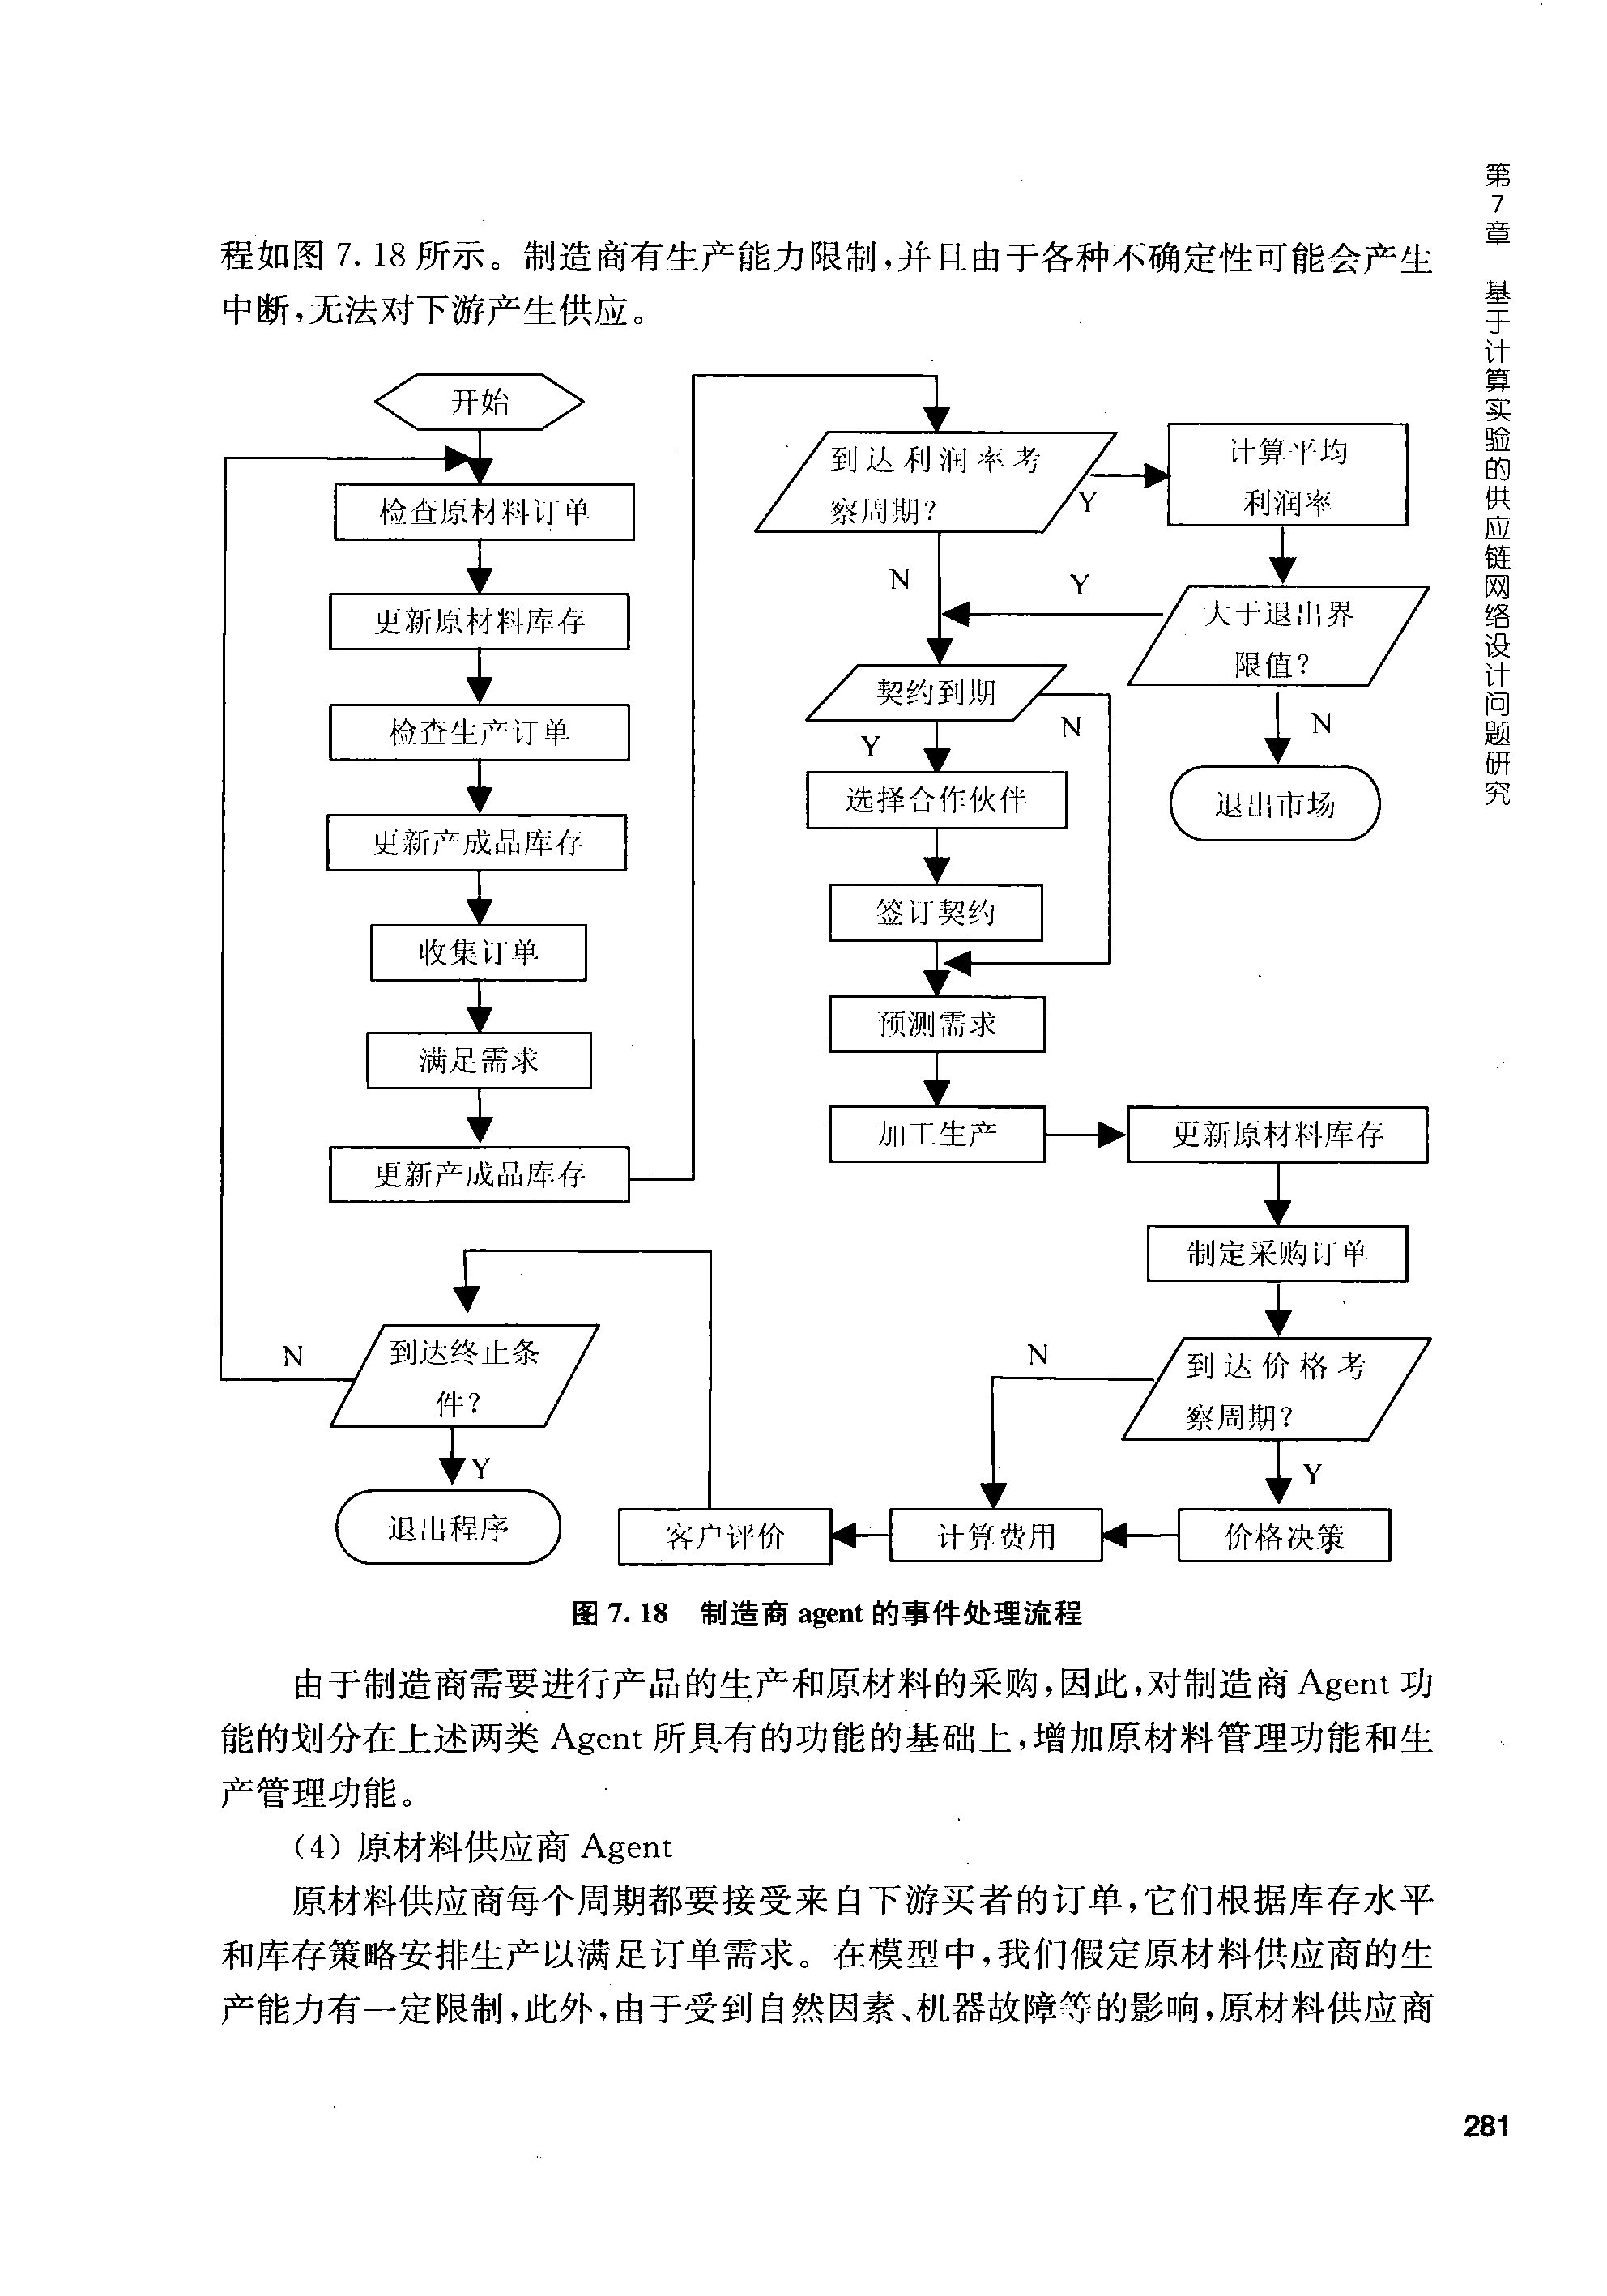 第7章 基于计算实验的供应链网络设计问题研究
程如图 7.18 所示。制造商有生产能力限制,并且由于各种不确定性可能会产生
中断,无法对下游产生供应。
开始
检查原材料订单
更新原材料库存
检查生产订单
更新产成品库存
收集订单
满足需求
更新产成品库存
到达利润率考
察周期?
Y
N
计算平均
利润率
大于退出界
限值?
Y
N
退出市场
契约到期
Y
N
选择合作伙伴
签订契约
预测需求
加工生产
更新原材料库存
制定采购订单
到达价格考
察周期?
N
Y
价格决策
计算费用
客户评价
到达终止条
件?
N
Y
退出程序
图 7.18 制造商 agent 的事件处理流程
由于制造商需要进行产品的生产和原材料的采购,因此,对制造商 Agent 功
能的划分在上述两类 Agent 所具有的功能的基础上,增加原材料管理功能和生
产管理功能。
(4) 原材料供应商 Agent
原材料供应商每个周期都要接受来自下游买者的订单,它们根据库存水平
和库存策略安排生产以满足订单需求。在模型中,我们假定原材料供应商的生
产能力有一定限制,此外,由于受到自然因素、机器故障等的影响,原材料供应商
281